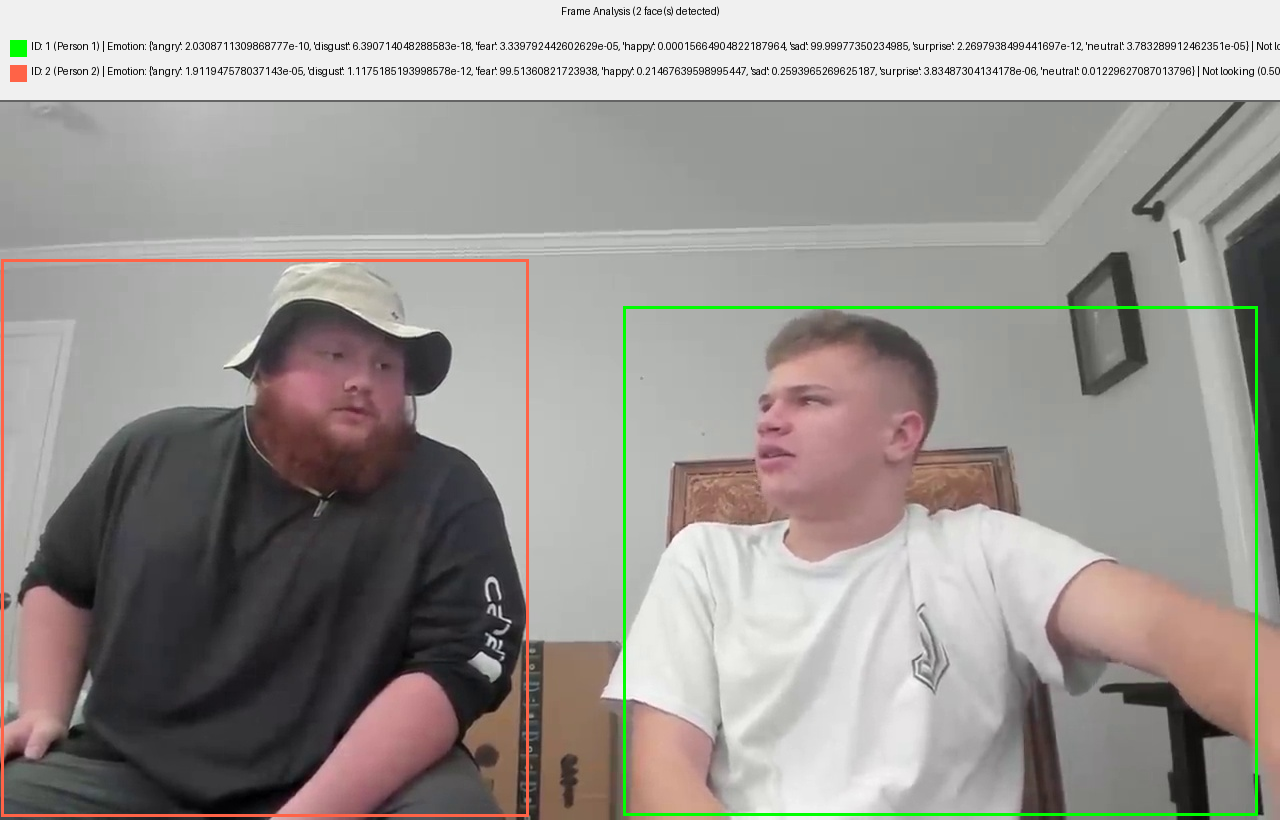 Frame Analysis (2 face(s) detected)
ID: 1 (Person 1) | Emotion: {'angry': 2.0308711309868777e-10, 'disgust': 6.390714048288583e-18, 'fear': 3.339792442602629e-05, 'happy': 0.00015664904822187964, 'sad': 99.99977350234985, 'surprise': 2.2697938499441697e-12, 'neutral': 3.783289912462351e-05} | Not lo
ID: 2 (Person 2) | Emotion: {'angry': 1.911947578037143e-05, 'disgust': 1.1175185193998578e-12, 'fear': 99.51360821723938, 'happy': 0.21467639598995447, 'sad': 0.2593965269625187, 'surprise': 3.83487304134178e-06, 'neutral': 0.01229627087013796} | Not looking (0.50